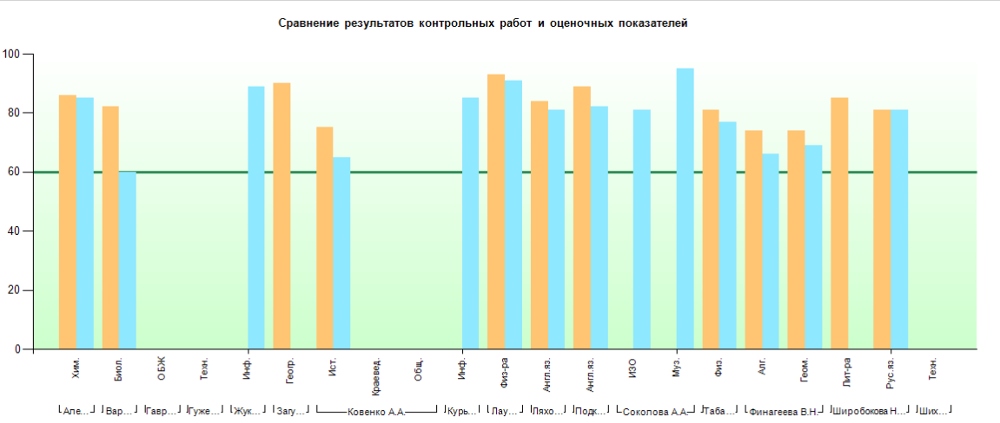 Сравнение результатов контрольных работ и оценочных показателей
100
80
60
40
20
0
Хим. Биол. ОБЖ Техн. Инф. Геогр. Ист. Краевед. Общ. Инф. Физ-ра Англ.яз. Англ.яз. ИЗО Муз. Физ. Алг. Геом. Лит-ра Рус.яз. Техн.
Апе... Вар... Гавр... Гуже... Жук... Загу... Ковенко А.А. Курь... Лау... Ляхо... Подк... Соколова А.А. Таба... Финагеева В.Н. Широбокова Н... Ших...